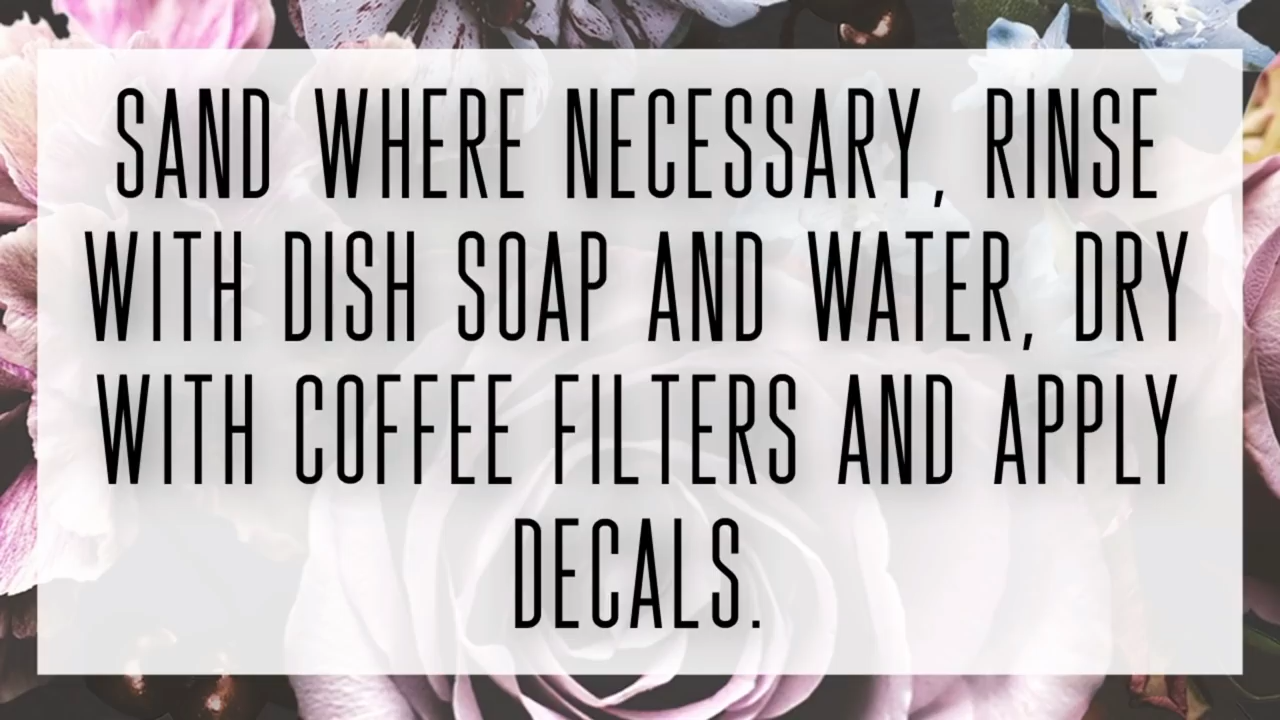 SAND WHERE NECESSARY, RINSE
WITH DISH SOAP AND WATER, DRY
WITH COFFEE FILTERS AND APPLY
DECALS.